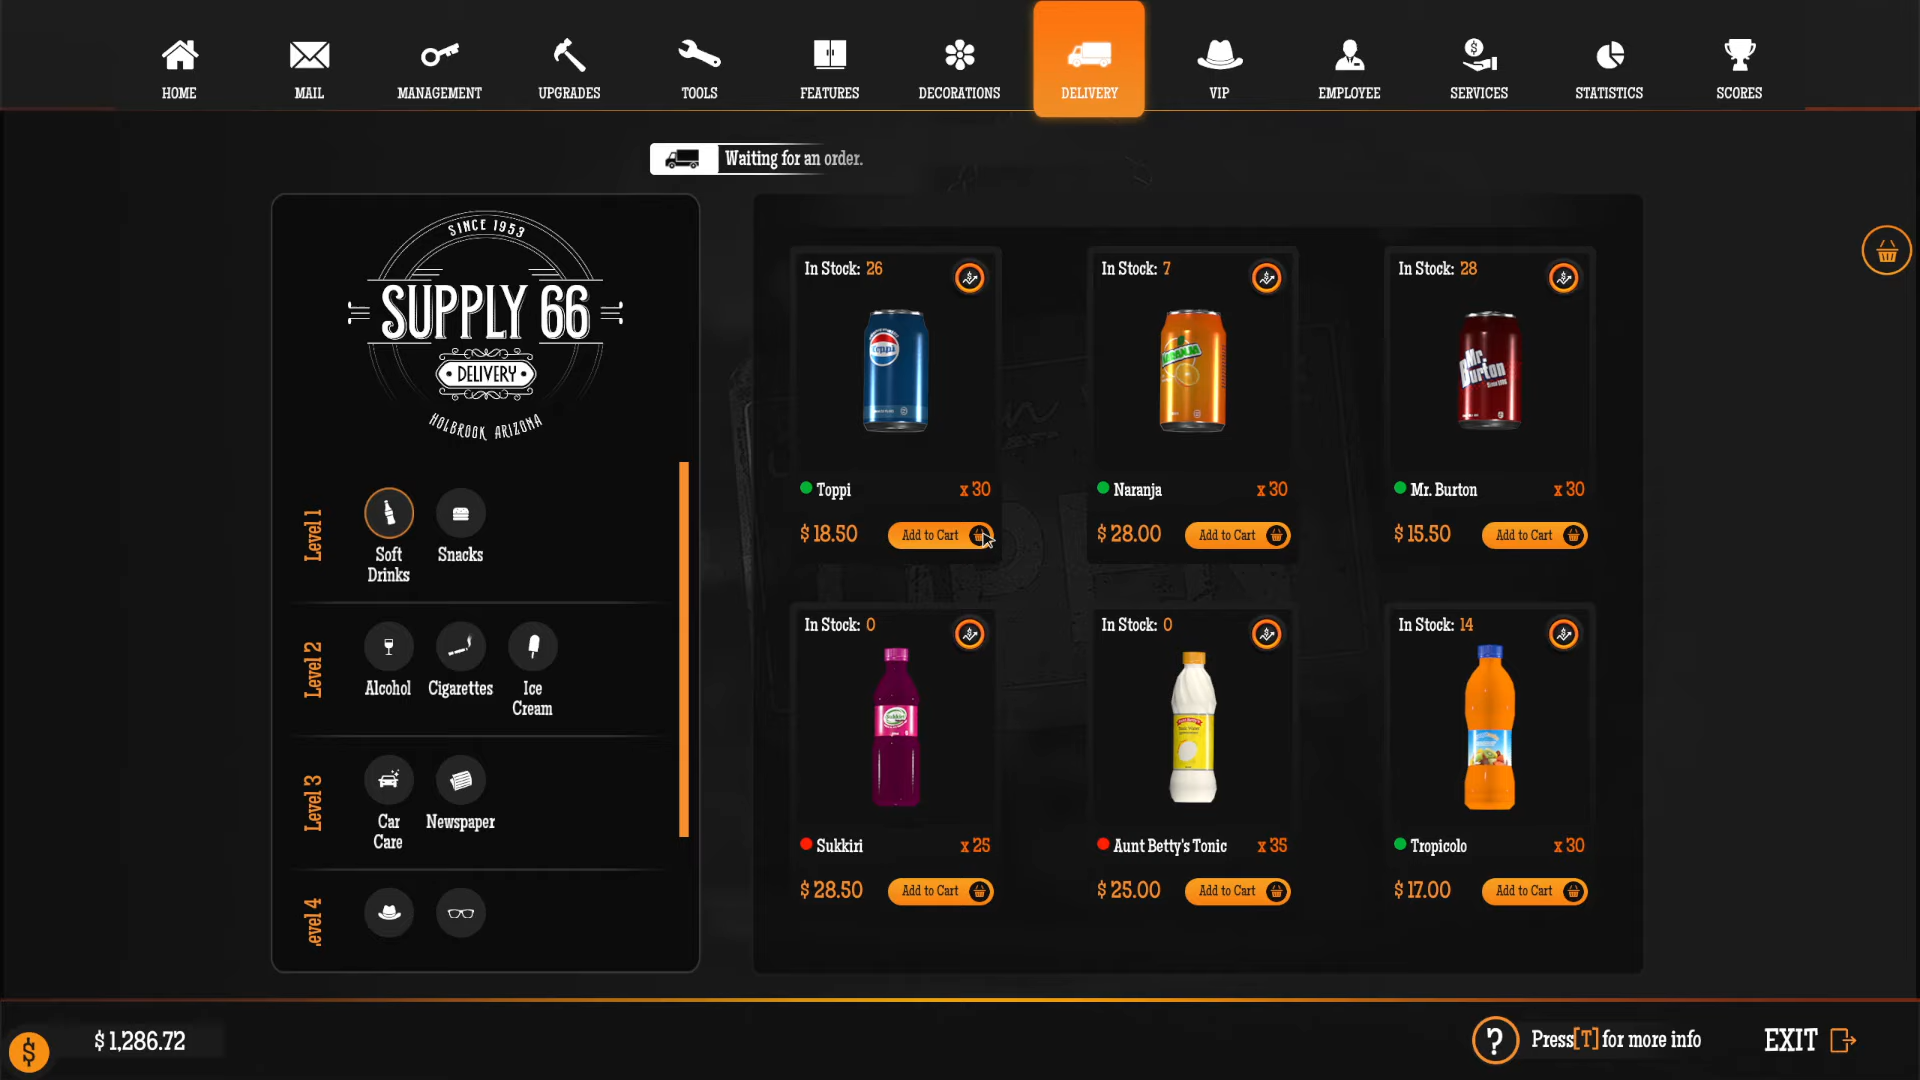 HOME
MAIL
MANAGEMENT
UPGRADES
TOOLS
FEATURES
DECORATIONS
DELIVERY
VIP
EMPLOYEE
SERVICES
STATISTICS
SCORES
Waiting for an order.
SINCE 1953
SUPPLY 66
• DELIVERY •
HOLBROOK ARIZONA
Level 1
Soft Drinks
Snacks
Level 2
Alcohol
Cigarettes
Ice Cream
Level 3
Car Care
Newspaper
evel 4
In Stock: 26
Toppi x 30
$ 18.50 Add to Cart
In Stock: 7
Naranja x 30
$ 28.00 Add to Cart
In Stock: 28
Mr. Burton
Mr. Burton x 30
$ 15.50 Add to Cart
In Stock: 0
Sukkiri x 25
$ 28.50 Add to Cart
In Stock: 0
Aunt Betty's Tonic x 35
$ 25.00 Add to Cart
In Stock: 14
Tropicolo x 30
$ 17.00 Add to Cart
$ 1,286.72
Press[T] for more info
EXIT